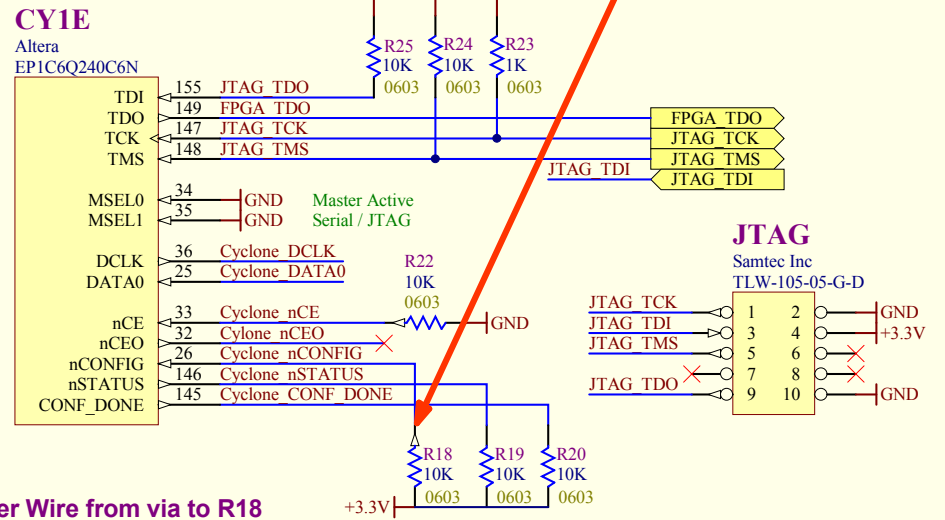 CY1E
Altera
EP1C6Q240C6N
R25 R24 R23
10K 10K 1K
0603 0603 0603
TDI 155 JTAG_TDO
TDO 149 FPGA_TDO FPGA_TDO
TCK 147 JTAG_TCK JTAG_TCK
TMS 148 JTAG_TMS JTAG_TMS
JTAG_TDI JTAG_TDI
MSEL0 34 GND Master Active
MSEL1 35 GND Serial / JTAG
DCLK 36 Cyclone_DCLK
DATA0 25 Cyclone_DATA0
R22
10K
0603
nCE 33 Cyclone_nCE GND
nCEO 32 Cylone_nCEO
nCONFIG 26 Cyclone_nCONFIG
nSTATUS 146 Cyclone_nSTATUS
CONF_DONE 145 Cyclone_CONF_DONE
JTAG
Samtec Inc
TLW-105-05-G-D
JTAG_TCK 1 2 GND
JTAG_TDI 3 4 +3.3V
JTAG_TMS 5 6
7 8
JTAG_TDO 9 10 GND
R18 R19 R20
10K 10K 10K
0603 0603 0603
+3.3V
Wire from via to R18